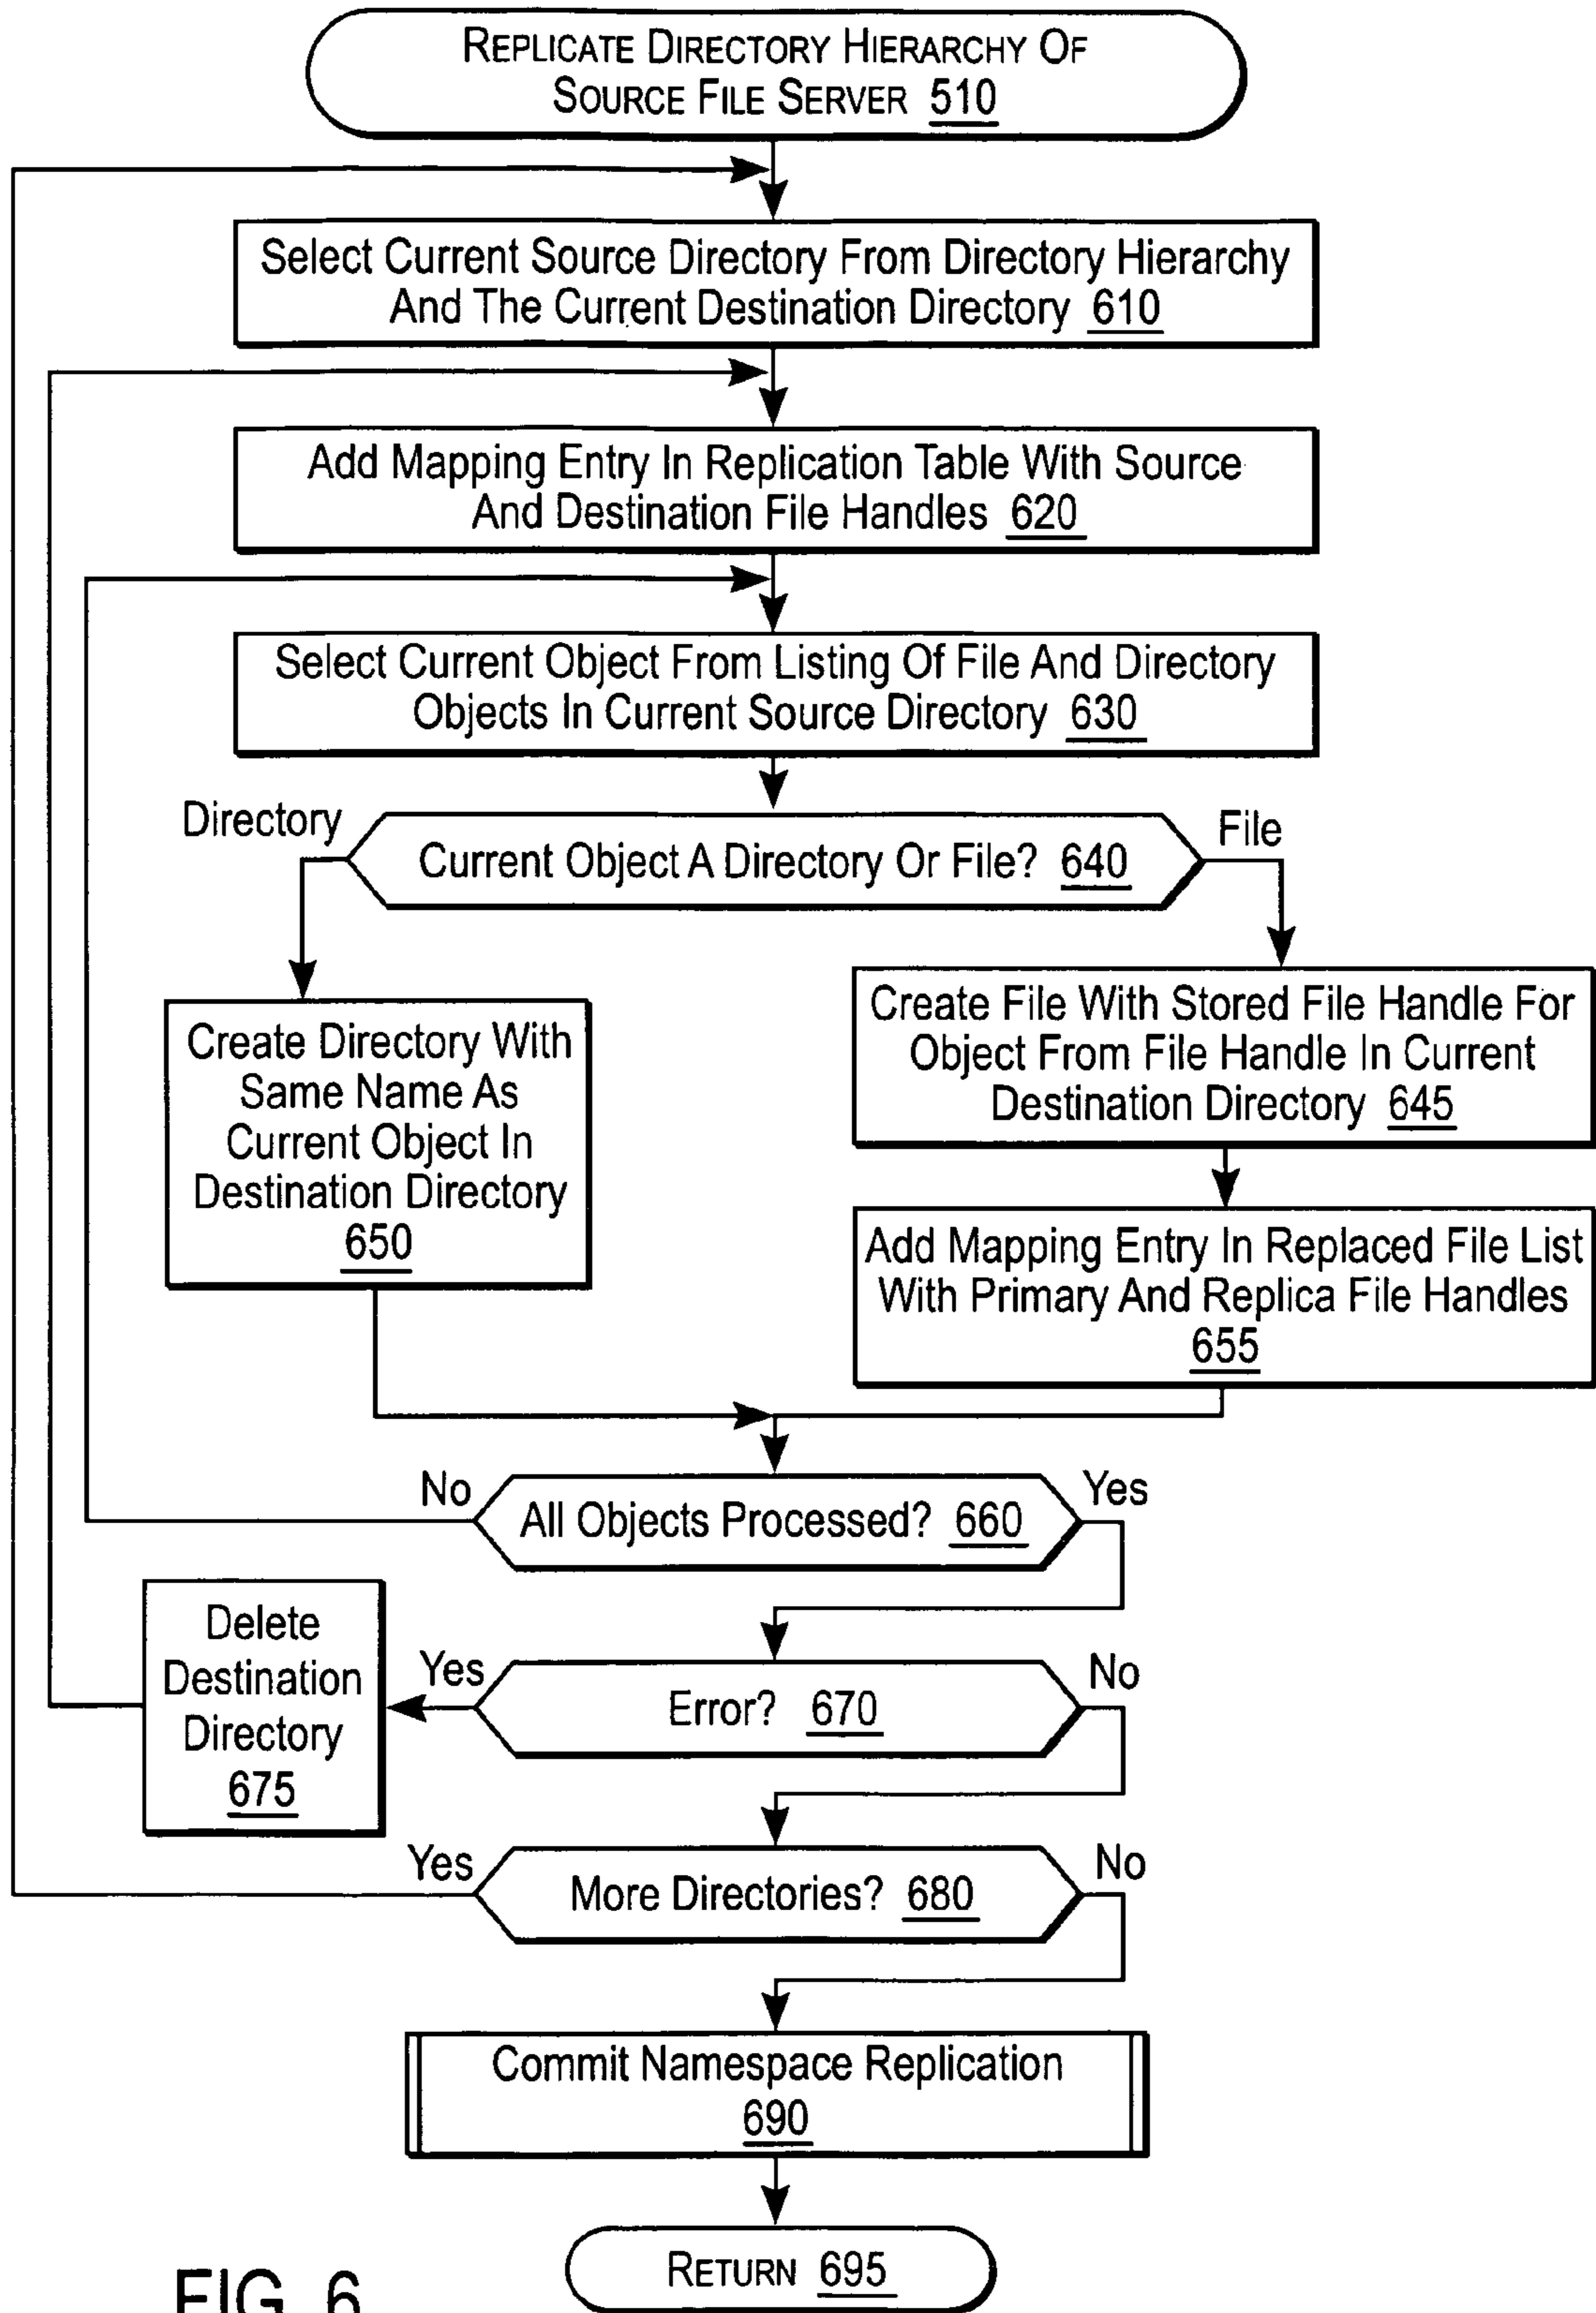 REPLICATE DIRECTORY HIERARCHY OF
SOURCE FILE SERVER 510
Select Current Source Directory From Directory Hierarchy
And The Current Destination Directory 610
Add Mapping Entry In Replication Table With Source
And Destination File Handles 620
Select Current Object From Listing Of File And Directory
Objects In Current Source Directory 630
Directory
File
Current Object A Directory Or File? 640
Create Directory With
Same Name As
Current Object In
Destination Directory
650
Create File With Stored File Handle For
Object From File Handle In Current
Destination Directory 645
Add Mapping Entry In Replaced File List
With Primary And Replica File Handles
655
No
Yes
All Objects Processed? 660
Delete
Destination
Directory
675
Yes
No
Error? 670
Yes
No
More Directories? 680
Commit Namespace Replication
690
RETURN 695
FIG. 6